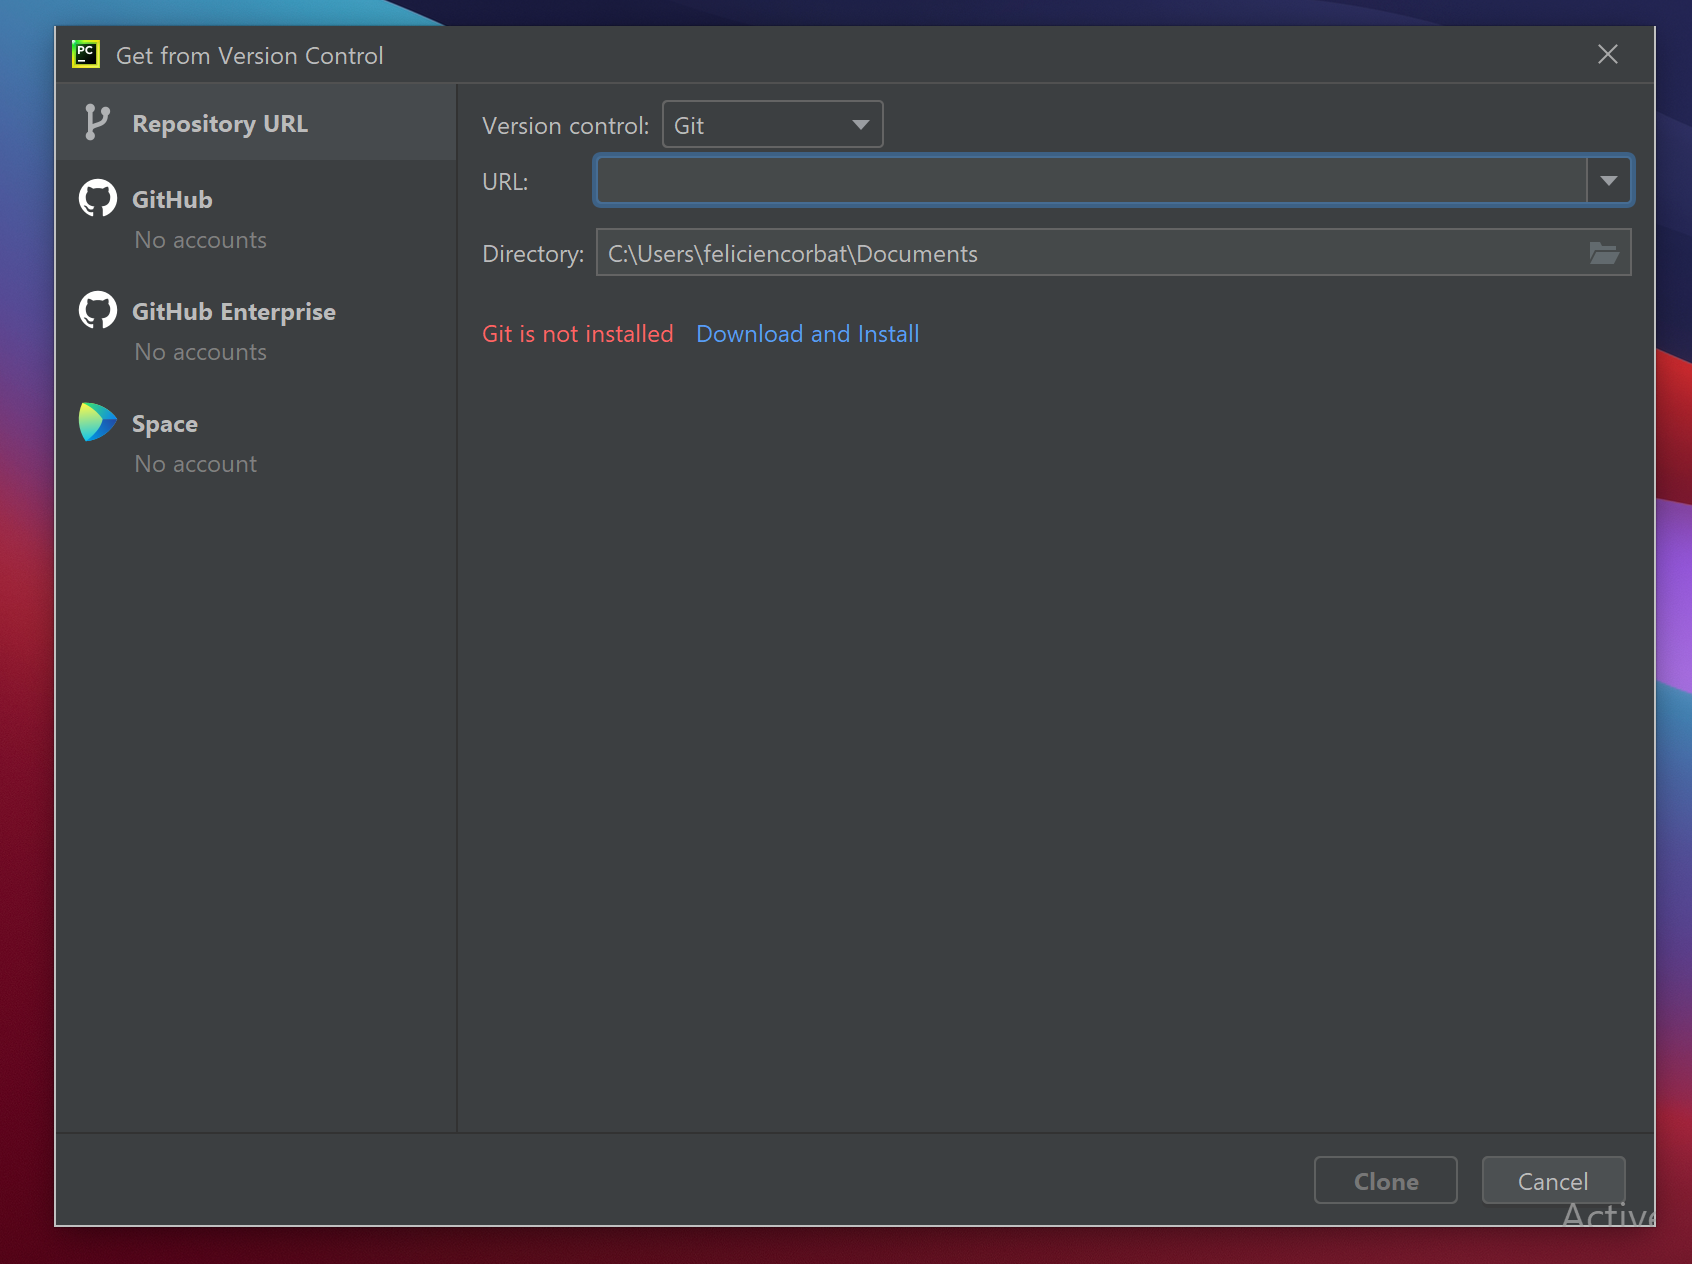 PC
Get from Version Control
Repository URL
GitHub
No accounts
GitHub Enterprise
No accounts
Space
No account
Version control: Git
URL:
Directory: C:\Users\feliciencorbat\Documents
Git is not installed Download and Install
Clone Cancel